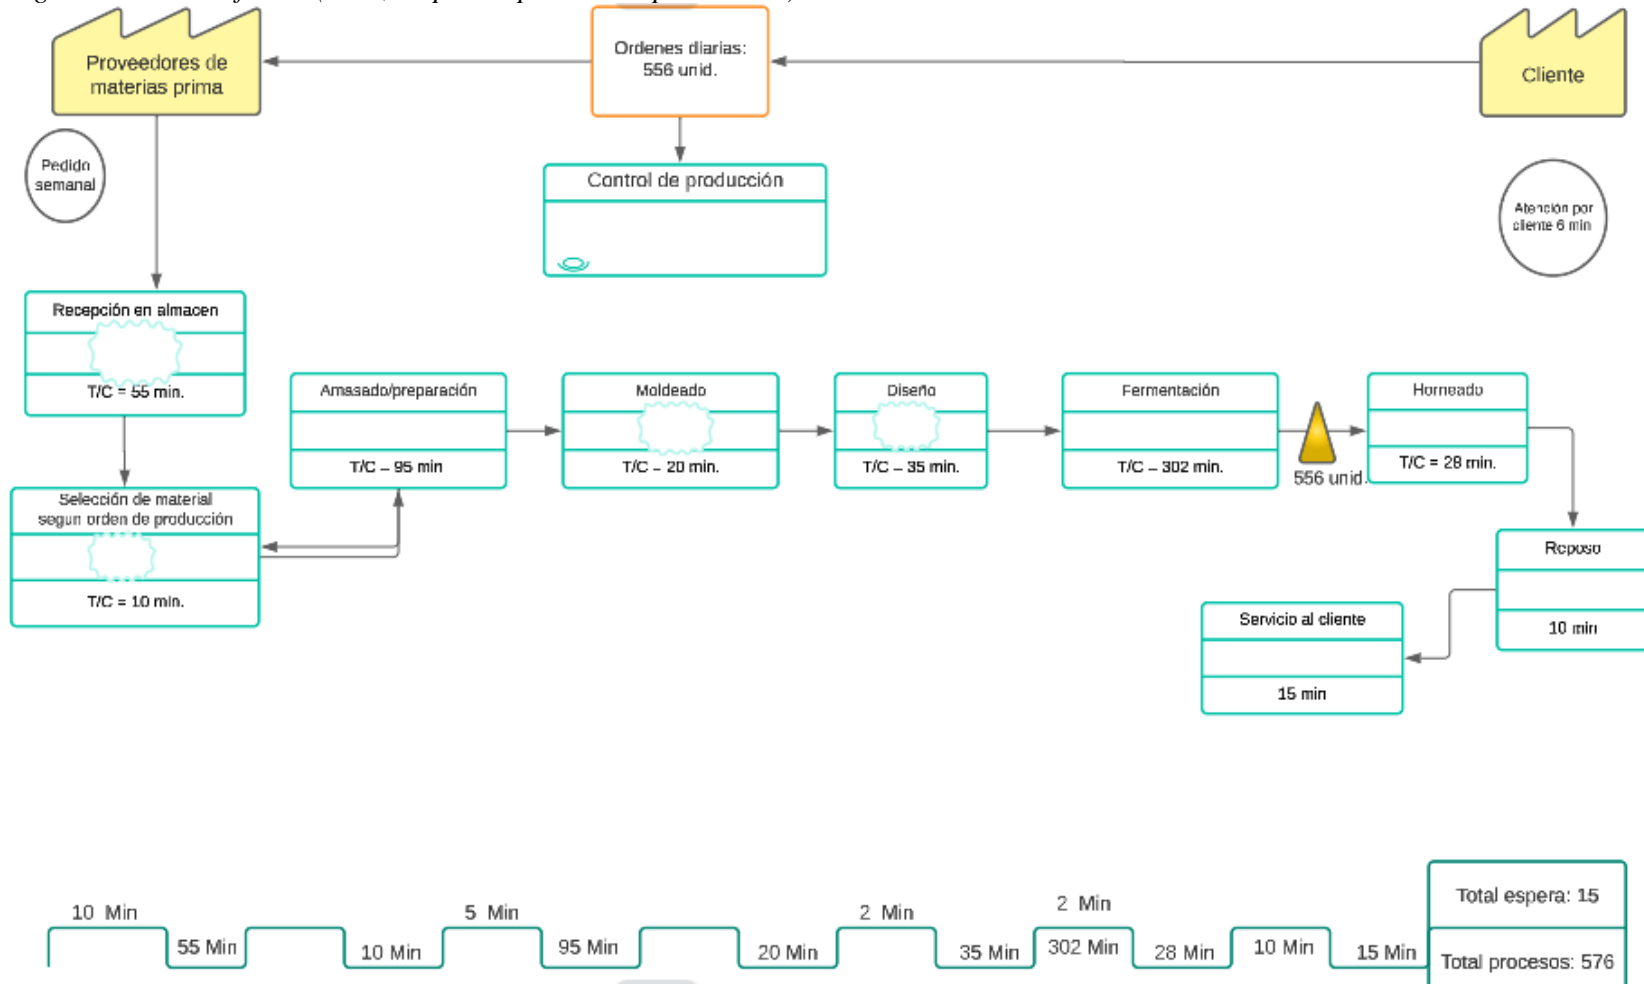 Proveedores de
materias prima
Ordenes diarias:
556 unid.
Cliente
Pedido
semanal
Control de producción
Atención por
cliente 6 min
Recepción en almacen
T/C = 55 min.
Amasado/preparación
T/C = 95 min
Moldeado
T/C = 20 min.
Diseño
T/C = 35 min.
Fermentación
T/C = 302 min.
556 unid.
Horneado
T/C = 28 min.
Selección de material
segun orden de producción
T/C = 10 min.
Reposo
10 min
Servicio al cliente
15 min
10 Min
55 Min
10 Min
5 Min
95 Min
20 Min
2 Min
35 Min
2 Min
302 Min
28 Min
10 Min
15 Min
Total espera: 15
Total procesos: 576